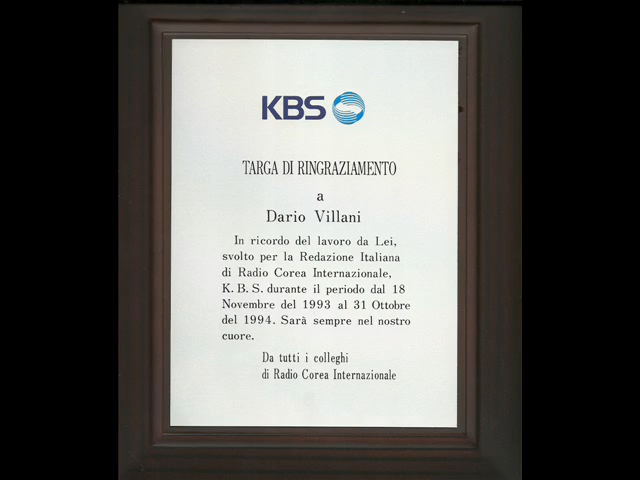 KBS
TARGA DI RINGRAZIAMENTO
a
Dario Villani
In ricordo del lavoro da Lei,
svolto per la Redazione Italiana
di Radio Corea Internazionale,
K. B. S. durante il periodo dal 18
Novembre del 1993 al 31 Ottobre
del 1994. Sarà sempre nel nostro
cuore.
Da tutti i colleghi
di Radio Corea Internazionale